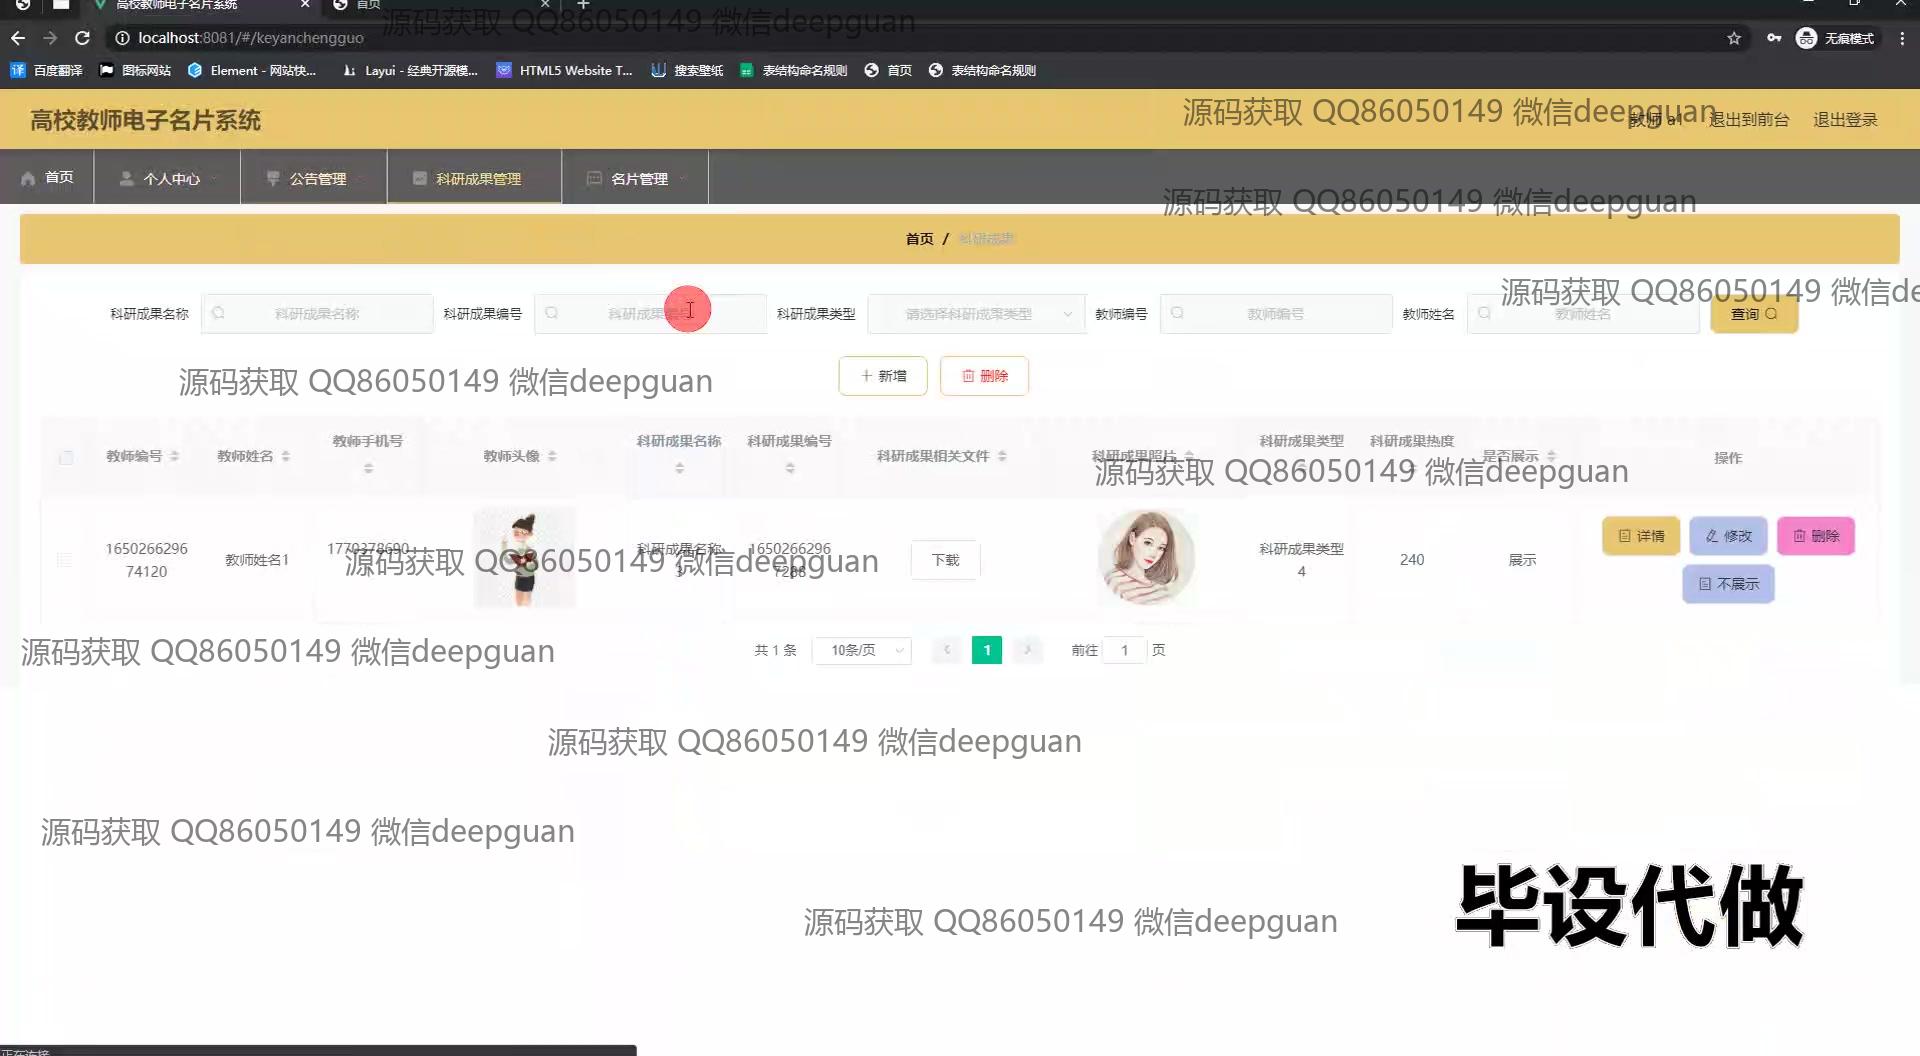 高校教师电子名片系统
首页
源码获取 QQ86050149 微信deepguan
localhost:8081/#/keyanchengguo
无痕模式
百度翻译 图标网站 Element - 网站快... Layui - 经典开源模... HTML5 Website T... 搜索壁纸 表结构命名规则 首页 表结构命名规则
高校教师电子名片系统
源码获取 QQ86050149 微信deepguan
教师 a1 退出到前台 退出登录
首页 个人中心 公告管理 科研成果管理 名片管理
源码获取 QQ86050149 微信deepguan
首页 / 科研成果
源码获取 QQ86050149 微信de
科研成果名称 科研成果名称 科研成果编号 科研成果编号 科研成果类型 请选择科研成果类型 教师编号 教师编号 教师姓名 教师姓名 查询
新增 删除
源码获取 QQ86050149 微信deepguan
教师编号 教师姓名 教师手机号 教师头像 科研成果名称 科研成果编号 科研成果相关文件 科研成果照片 科研成果类型 科研成果热度 是否展示 操作
源码获取 QQ86050149 微信deepguan
1650266296
74120
教师姓名1
1770378690
科研成果名称
3
1650266296
7288
下载
科研成果类型
4
240
展示
详情 修改 删除
不展示
源码获取 QQ86050149 微信deepguan
共 1 条 10条/页 1 前往 1 页
源码获取 QQ86050149 微信deepguan
源码获取 QQ86050149 微信deepguan
源码获取 QQ86050149 微信deepguan
源码获取 QQ86050149 微信deepguan
毕设代做